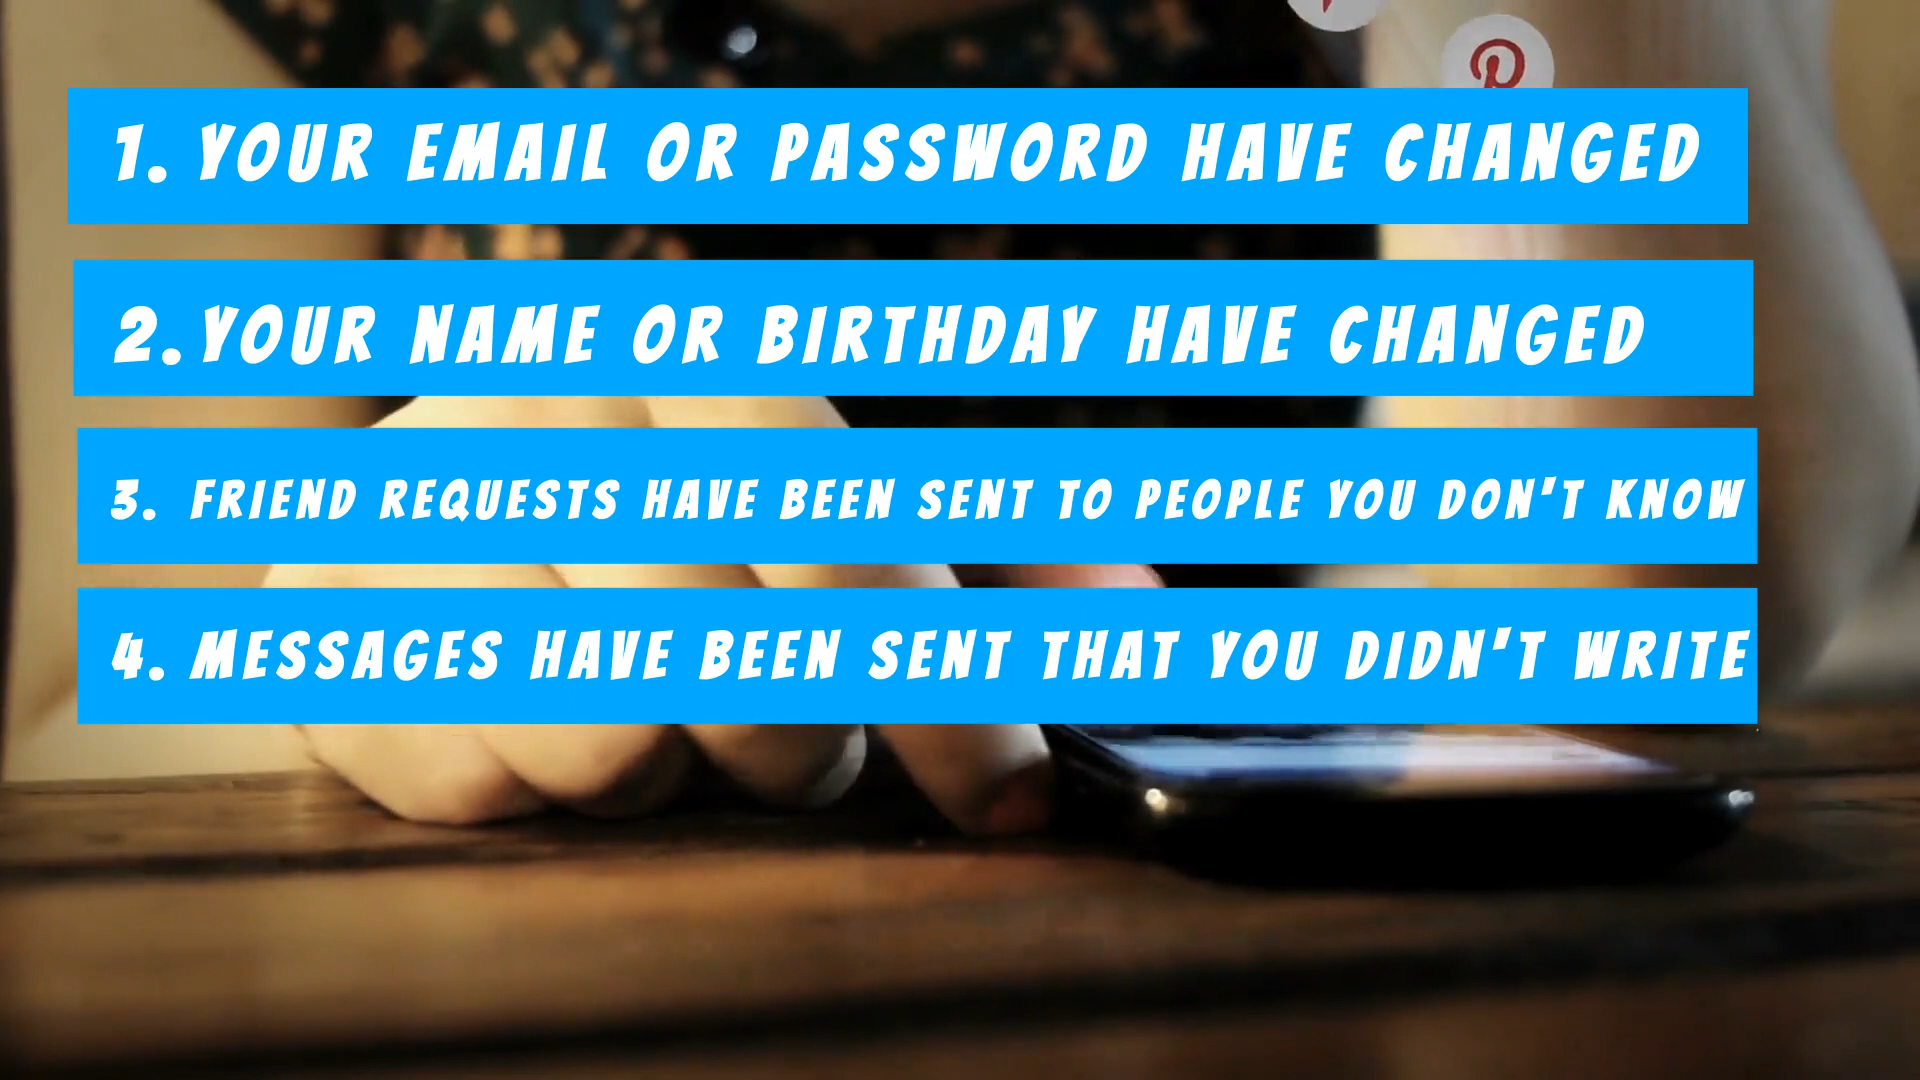 1. YOUR EMAIL OR PASSWORD HAVE CHANGED
2. YOUR NAME OR BIRTHDAY HAVE CHANGED
3. FRIEND REQUESTS HAVE BEEN SENT TO PEOPLE YOU DON'T KNOW
4. MESSAGES HAVE BEEN SENT THAT YOU DIDN'T WRITE